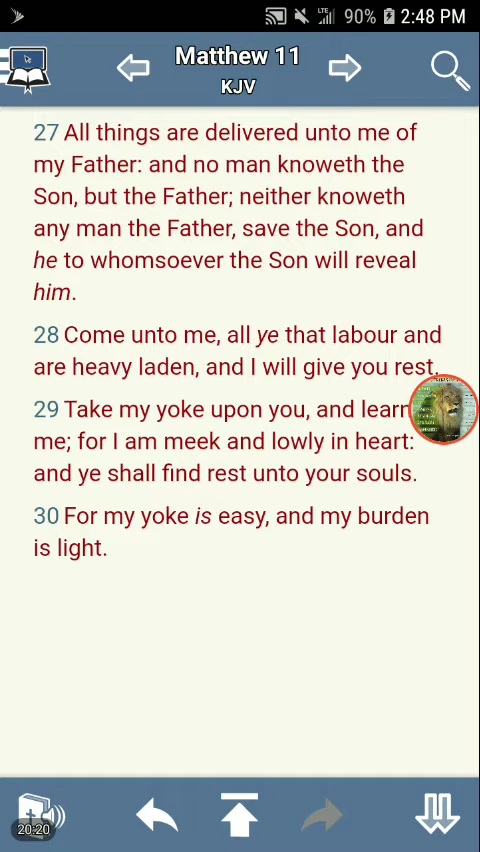 LTE 90% 2:48 PM
Matthew 11
KJV
27 All things are delivered unto me of
my Father: and no man knoweth the
Son, but the Father; neither knoweth
any man the Father, save the Son, and
he to whomsoever the Son will reveal
him.
28 Come unto me, all ye that labour and
are heavy laden, and I will give you rest.
29 Take my yoke upon you, and learn
me; for I am meek and lowly in heart:
and ye shall find rest unto your souls.
30 For my yoke is easy, and my burden
is light.
20:20